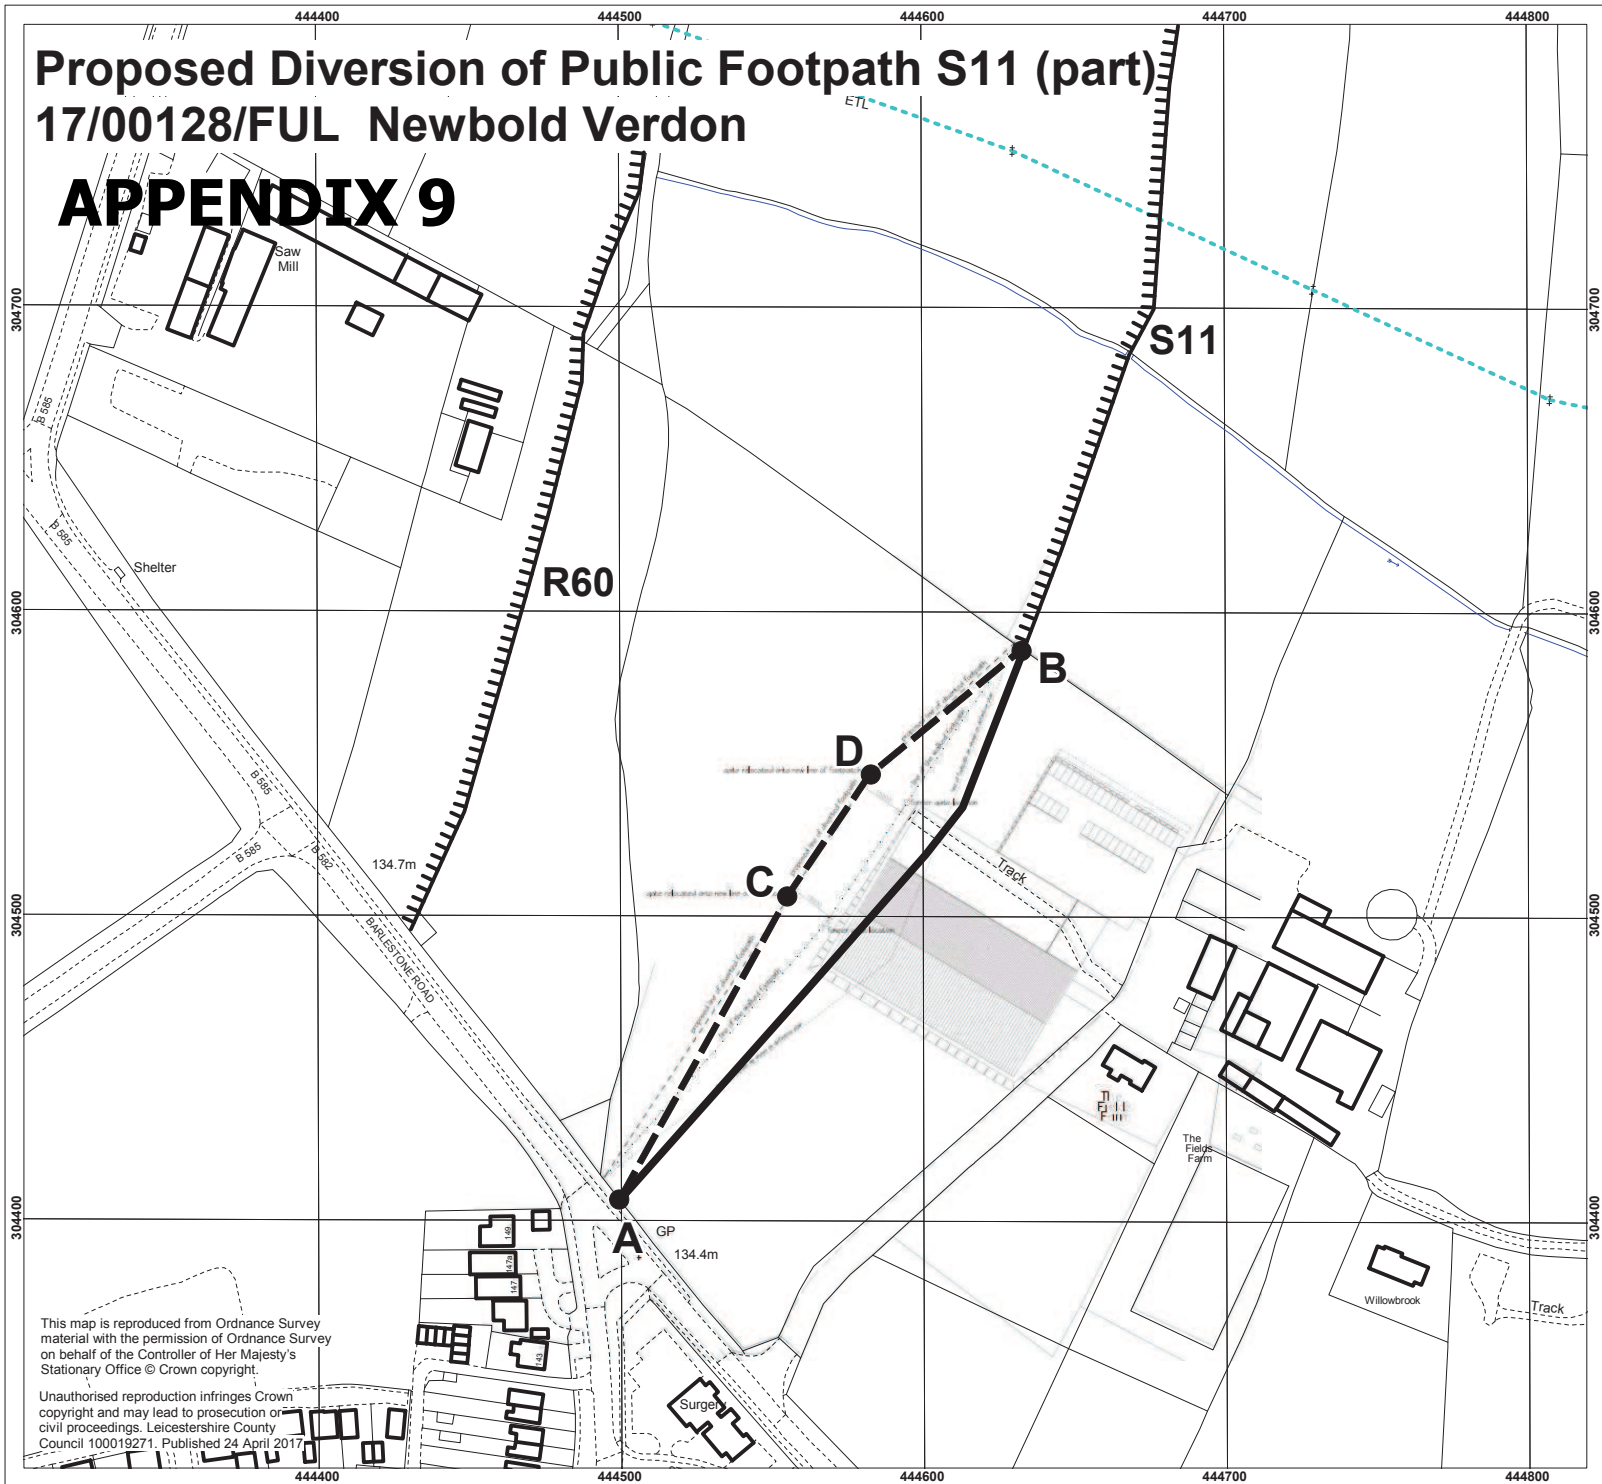 444400
444500
444600
444700
444800
Proposed Diversion of Public Footpath S11 (part)
17/00128/FUL Newbold Verdon
APPENDIX 9
ETL
Saw
Mill
304700
304700
S11
B 585
B 585
Shelter
R60
304600
304600
B
D
B 585
B 585
B 582
134.7m
Track
C
304500
304500
BARLESTONE ROAD
The
Fields
Farm
304400
304400
A
GP
134.4m
149
147a
147
143
Willowbrook
Track
Surgery
This map is reproduced from Ordnance Survey
material with the permission of Ordnance Survey
on behalf of the Controller of Her Majesty's
Stationary Office © Crown copyright.
Unauthorised reproduction infringes Crown
copyright and may lead to prosecution or
civil proceedings. Leicestershire County
Council 100019271. Published 24 April 2017
444400
444500
444600
444700
444800